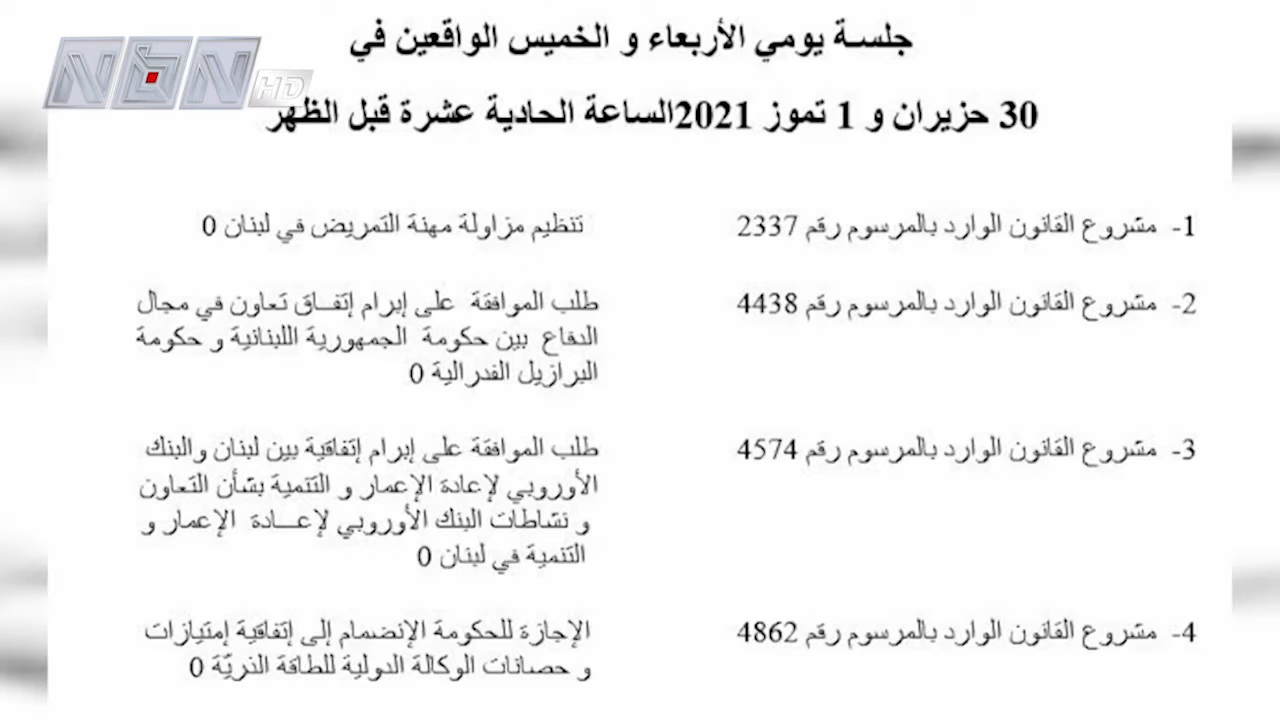 جلسة يومي الأربعاء و الخميس الواقعين في
NBN HD
30 حزيران و 1 تموز 2021الساعة الحادية عشرة قبل الظهر
1- مشروع القانون الوارد بالمرسوم رقم 2337
تنظيم مزاولة مهنة التمريض في لبنان 0
2- مشروع القانون الوارد بالمرسوم رقم 4438
طلب الموافقة على إبرام إتفـاق تعاون في مجال
الدفاع بين حكومة الجمهورية اللبنانية و حكومة
البرازيل الفدرالية 0
3- مشروع القانون الوارد بالمرسوم رقم 4574
طلب الموافقة على إبرام إتفاقية بين لبنان والبنك
الأوروبي لإعادة الإعمار و التنمية بشأن التعاون
و نشاطات البنك الأوروبي لإعـــادة الإعمار و
التنمية في لبنان 0
4- مشروع القانون الوارد بالمرسوم رقم 4862
الإجازة للحكومة الإنضمام إلى إتفاقية إمتيازات
و حصانات الوكالة الدولية للطاقة الذريّة 0